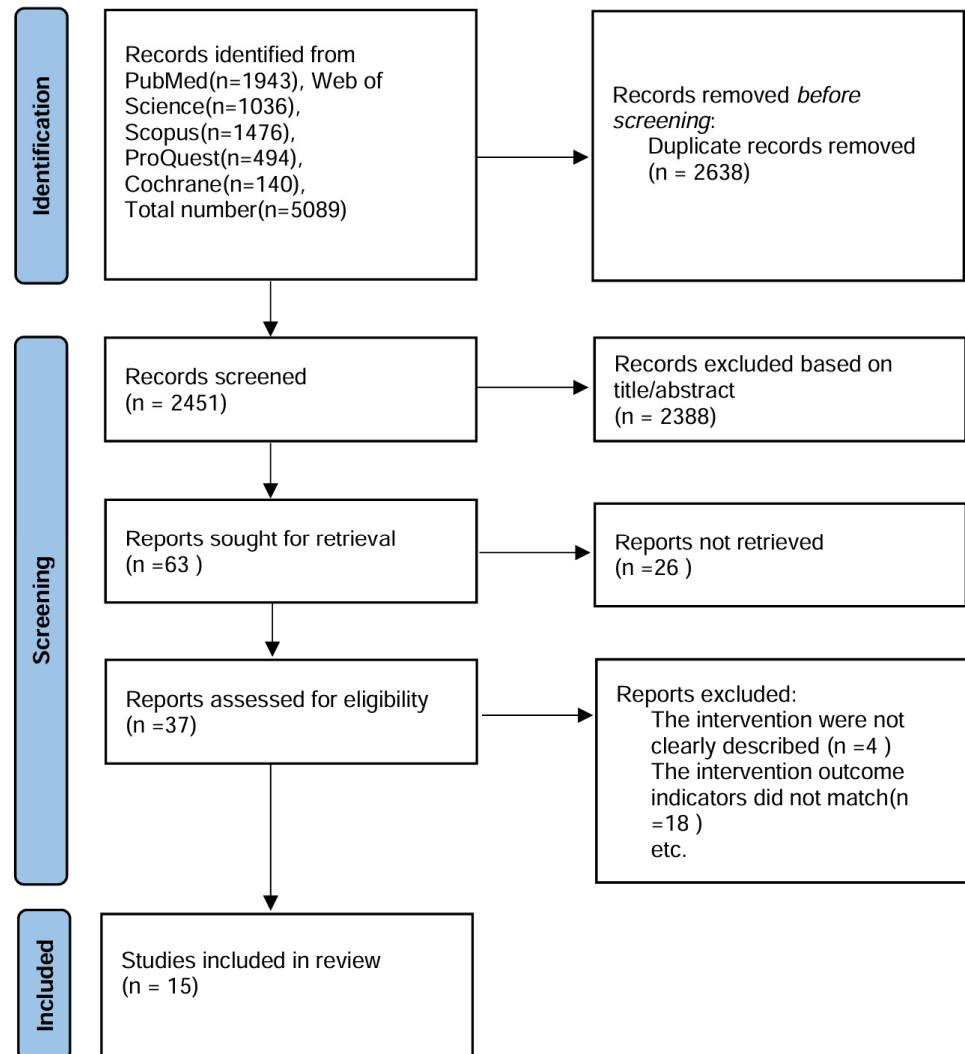 Identification
Records identified from
PubMed(n=1943), Web of
Science(n=1036),
Scopus(n=1476),
ProQuest(n=494),
Cochrane(n=140),
Total number(n=5089)
Records removed before
screening:
Duplicate records removed
(n = 2638)
Screening
Records screened
(n = 2451)
Records excluded based on
title/abstract
(n = 2388)
Reports sought for retrieval
(n =63 )
Reports not retrieved
(n =26 )
Reports assessed for eligibility
(n =37)
Reports excluded:
The intervention were not
clearly described (n =4 )
The intervention outcome
indicators did not match(n
=18 )
etc.
Included
Studies included in review
(n = 15)